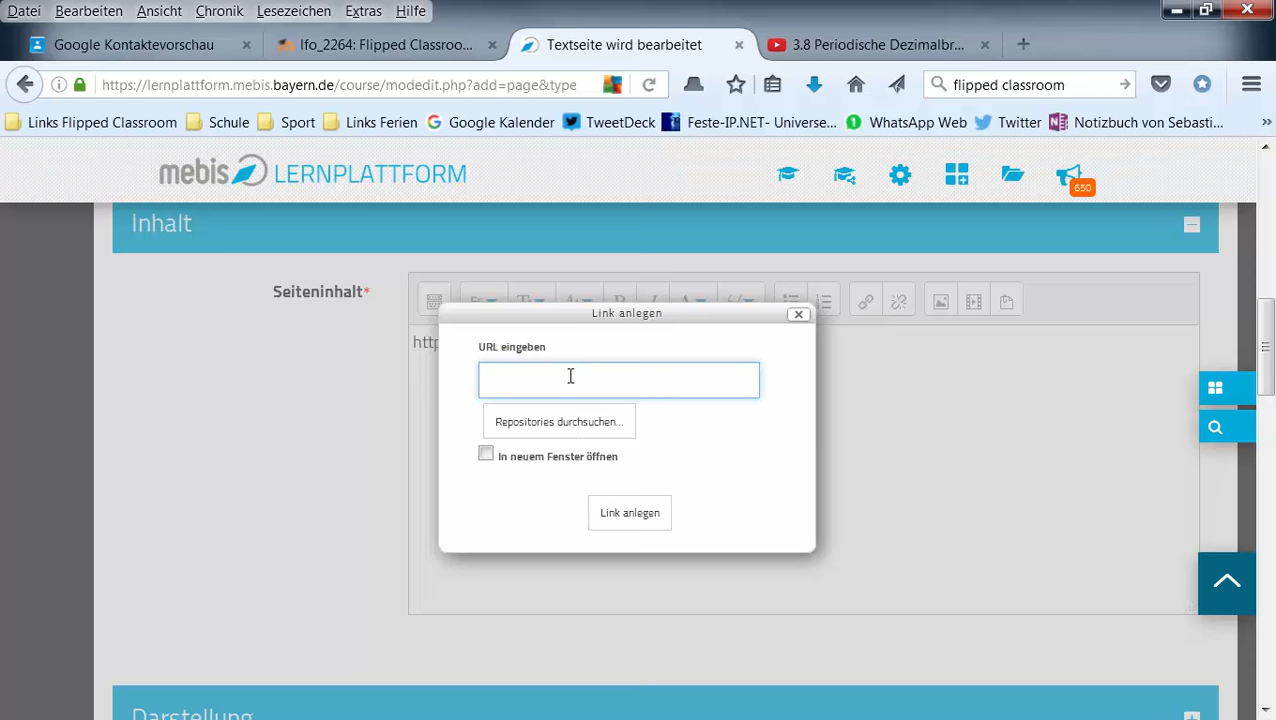 Datei Bearbeiten Ansicht Chronik Lesezeichen Extras Hilfe
Google Kontaktevorschau lfo_2264: Flipped Classroo... Textseite wird bearbeitet 3.8 Periodische Dezimalbr...
https://lernplattform.mebis.bayern.de/course/modedit.php?add=page&type flipped classroom
Links Flipped Classroom Schule Sport Links Ferien Google Kalender TweetDeck Feste-IP.NET- Universe... WhatsApp Web Twitter Notizbuch von Sebasti...
mebis LERNPLATTFORM
650
Inhalt
Seiteninhalt*
http
Link anlegen
URL eingeben
Repositories durchsuchen...
In neuem Fenster öffnen
Link anlegen
Darstellung